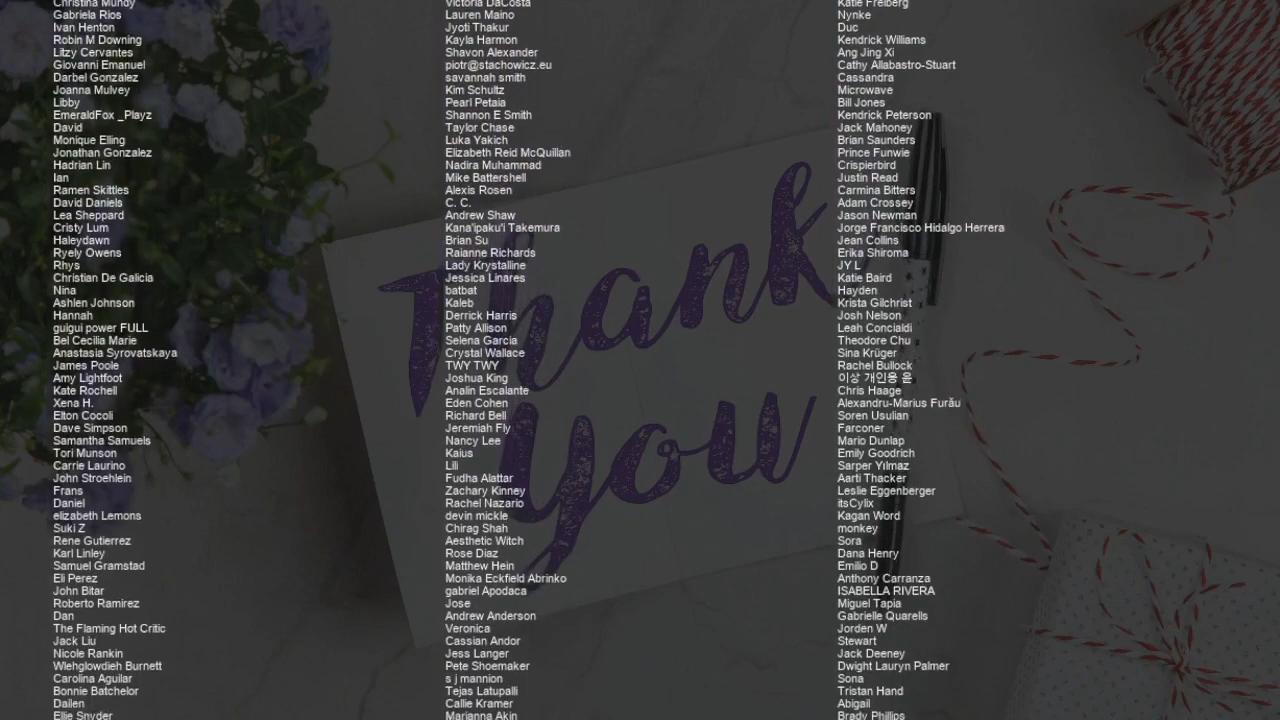 Christina Mundy
Gabriela Rios
Ivan Henton
Robin M Downing
Litzy Cervantes
Giovanni Emanuel
Darbel Gonzalez
Joanna Mulvey
Libby
EmeraldFox _Playz
David
Monique Elling
Jonathan Gonzalez
Hadrian Lin
Ian
Ramen Skittles
David Daniels
Lea Sheppard
Cristy Lum
Haleydawn
Ryely Owens
Rhys
Christian De Galicia
Nina
Ashlen Johnson
Hannah
guigui power FULL
Bel Cecilia Marie
Anastasia Syrovatskaya
James Poole
Amy Lightfoot
Kate Rochell
Xena H.
Elton Cocoli
Dave Simpson
Samantha Samuels
Tori Munson
Carrie Laurino
John Stroehlein
Frans
Daniel
elizabeth Lemons
Suki Z
Rene Gutierrez
Karl Linley
Samuel Gramstad
Eli Perez
John Bitar
Roberto Ramirez
Dan
The Flaming Hot Critic
Jack Liu
Nicole Rankin
Wlehglowdieh Burnett
Carolina Aguilar
Bonnie Batchelor
Dailen
Ellie Snyder
Victoria DaCosta
Lauren Maino
Jyoti Thakur
Kayla Harmon
Shavon Alexander
piotr@stachowicz.eu
savannah smith
Kim Schultz
Pearl Petaia
Shannon E Smith
Taylor Chase
Luka Yakich
Elizabeth Reid McQuillan
Nadira Muhammad
Mike Battershell
Alexis Rosen
C. C.
Andrew Shaw
Kana'ipaku'i Takemura
Brian Su
Raianne Richards
Lady Krystalline
Jessica Linares
batbat
Kaleb
Derrick Harris
Patty Allison
Selena Garcia
Crystal Wallace
TWY TWY
Joshua King
Analin Escalante
Eden Cohen
Richard Bell
Jeremiah Fly
Nancy Lee
Kaius
Lili
Fudha Alattar
Zachary Kinney
Rachel Nazario
devin mickle
Chirag Shah
Aesthetic Witch
Rose Diaz
Matthew Hein
Monika Eckfield Abrinko
gabriel Apodaca
Jose
Andrew Anderson
Veronica
Cassian Andor
Jess Langer
Pete Shoemaker
s j mannion
Tejas Latupalli
Callie Kramer
Marianna Akin
Katie Freiberg
Nynke
Duc
Kendrick Williams
Ang Jing Xi
Cathy Allabastro-Stuart
Cassandra
Microwave
Bill Jones
Kendrick Peterson
Jack Mahoney
Brian Saunders
Prince Funwie
Crispierbird
Justin Read
Carmina Bitters
Adam Crossey
Jason Newman
Jorge Francisco Hidalgo Herrera
Jean Collins
Erika Shiroma
JY L
Katie Baird
Hayden
Krista Gilchrist
Josh Nelson
Leah Concialdi
Theodore Chu
Sina Krüger
Rachel Bullock
이상 개인용 윤
Chris Haage
Alexandru-Marius Furău
Soren Usulian
Farconer
Mario Dunlap
Emily Goodrich
Sarper Yılmaz
Aarti Thacker
Leslie Eggenberger
itsCylix
Kagan Word
monkey
Sora
Dana Henry
Emilio D
Anthony Carranza
ISABELLA RIVERA
Miguel Tapia
Gabrielle Quarells
Jorden W
Stewart
Jack Deeney
Dwight Lauryn Palmer
Sona
Tristan Hand
Abigail
Brady Phillips
Thank
you